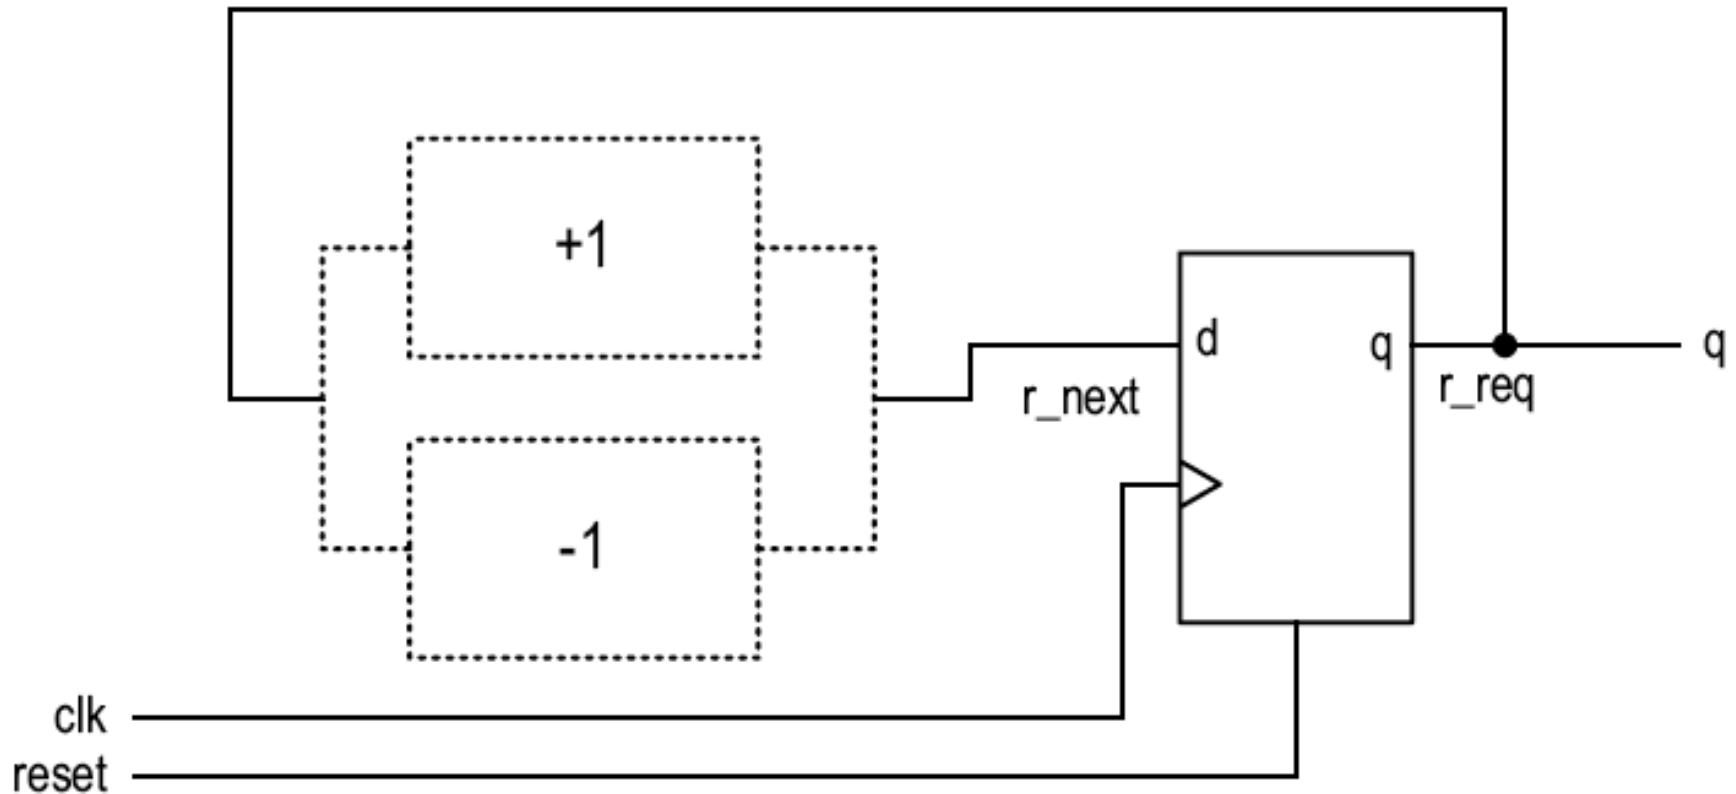 +1
d
q
q
r_next
r_req
-1
clk
reset